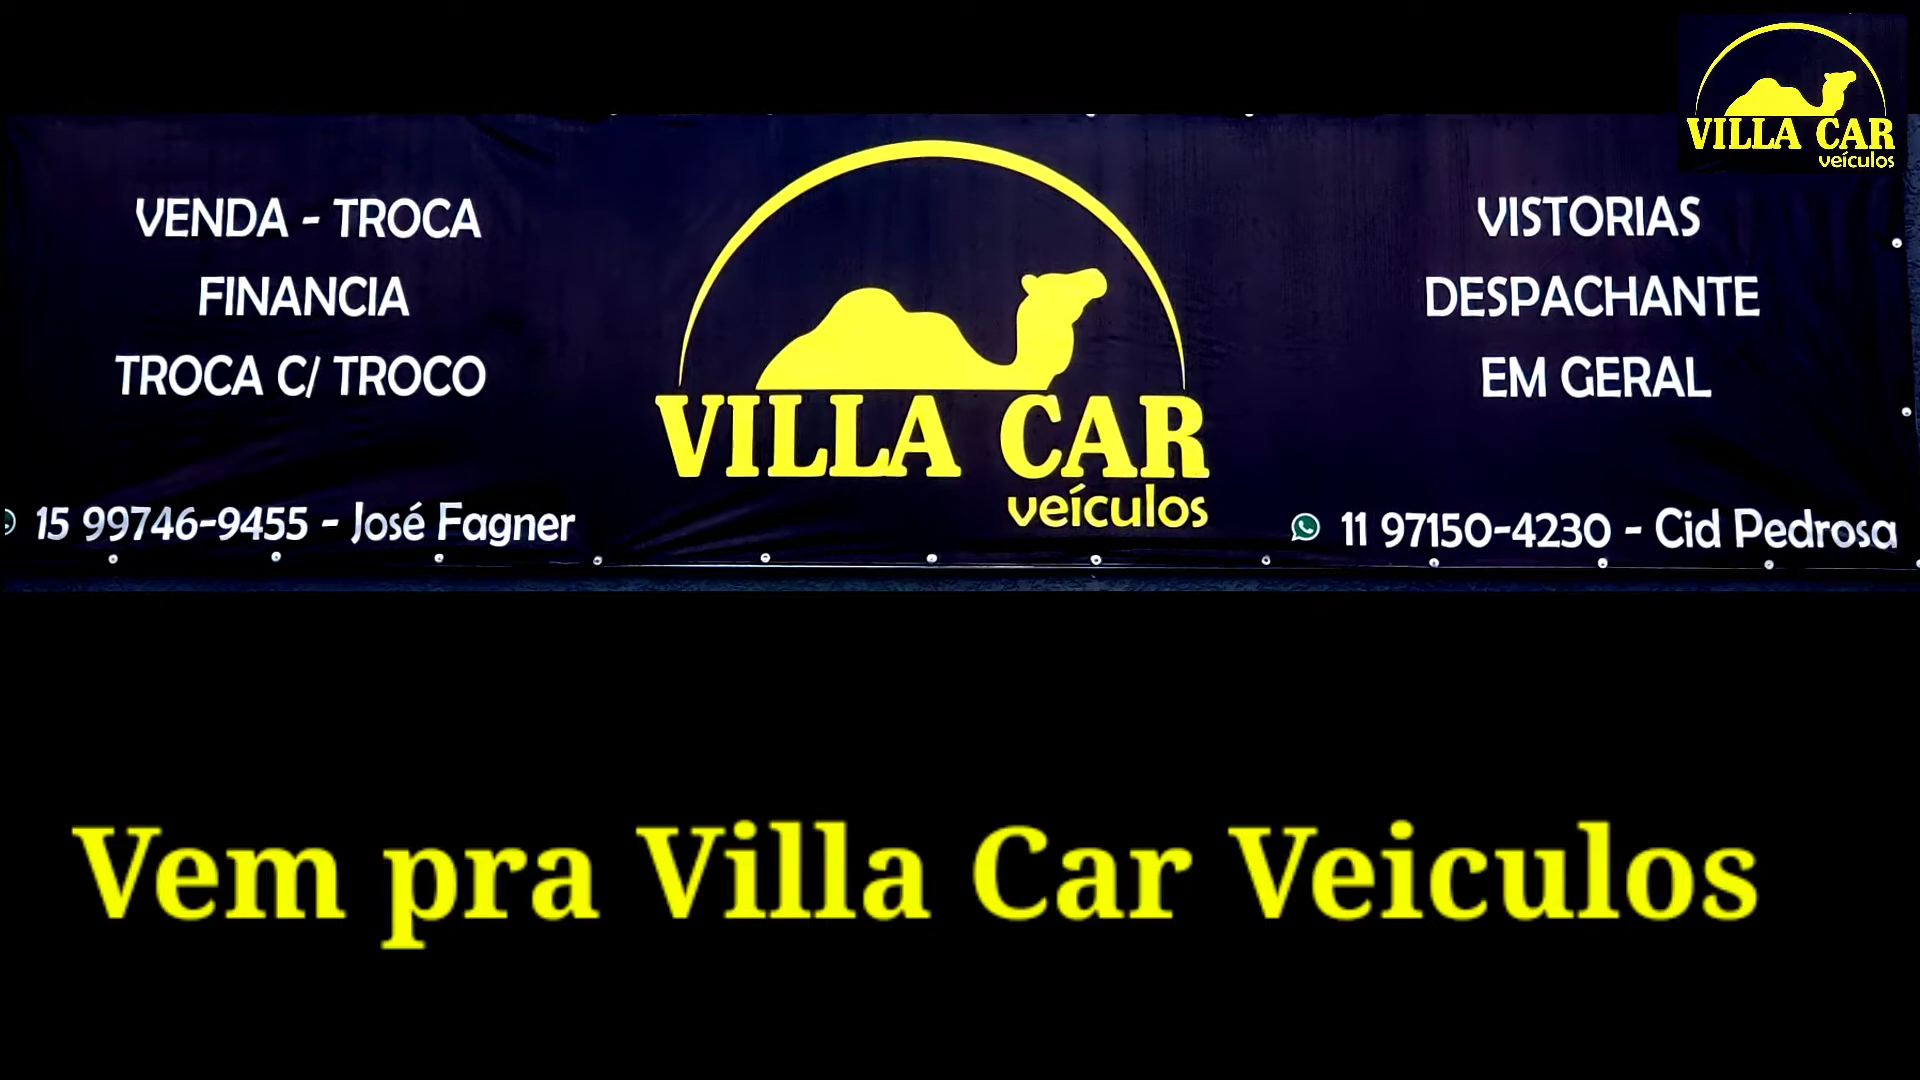 VILLA CAR
veículos
VENDA - TROCA
FINANCIA
TROCA C/ TROCO
15 99746-9455 - José Fagner
VILLA CAR
veículos
VISTORIAS
DESPACHANTE
EM GERAL
11 97150-4230 - Cid Pedrosa
Vem pra Villa Car Veiculos